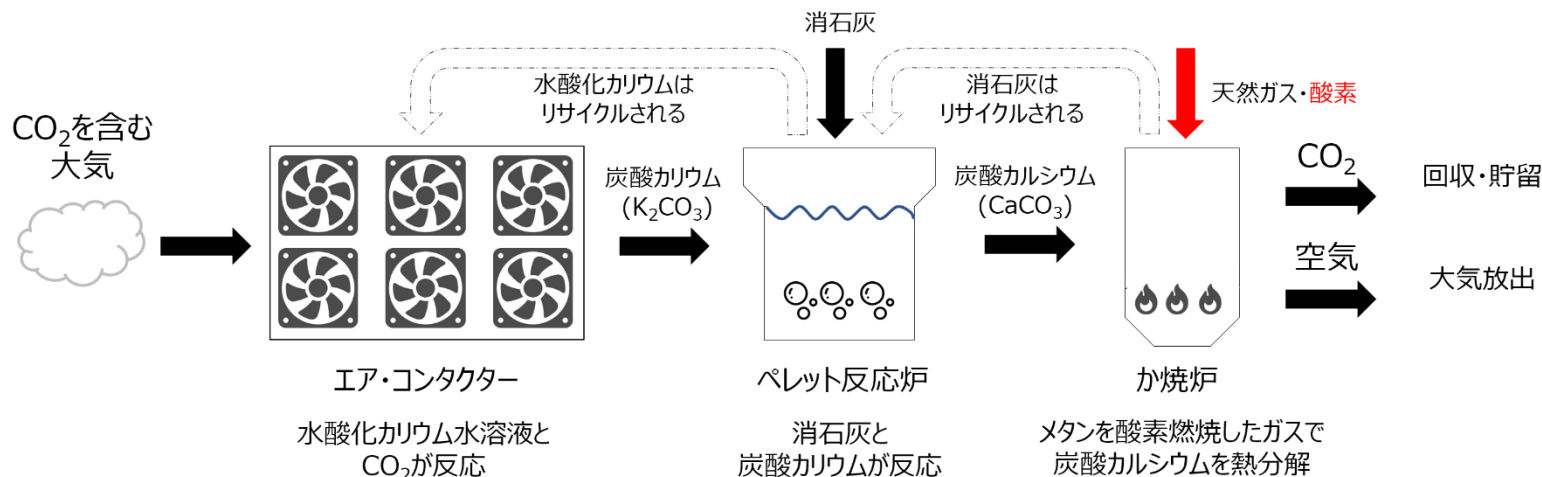 消石灰
水酸化カリウムは
リサイクルされる
消石灰は
リサイクルされる
天然ガス・酸素
CO₂を含む
大気
炭酸カリウム
(K₂CO₃)
炭酸カルシウム
(CaCO₃)
CO₂
回収・貯留
空気
大気放出
エア・コンタクター
水酸化カリウム水溶液と
CO₂が反応
ペレット反応炉
消石灰と
炭酸カリウムが反応
か焼炉
メタンを酸素燃焼したガスで
炭酸カルシウムを熱分解